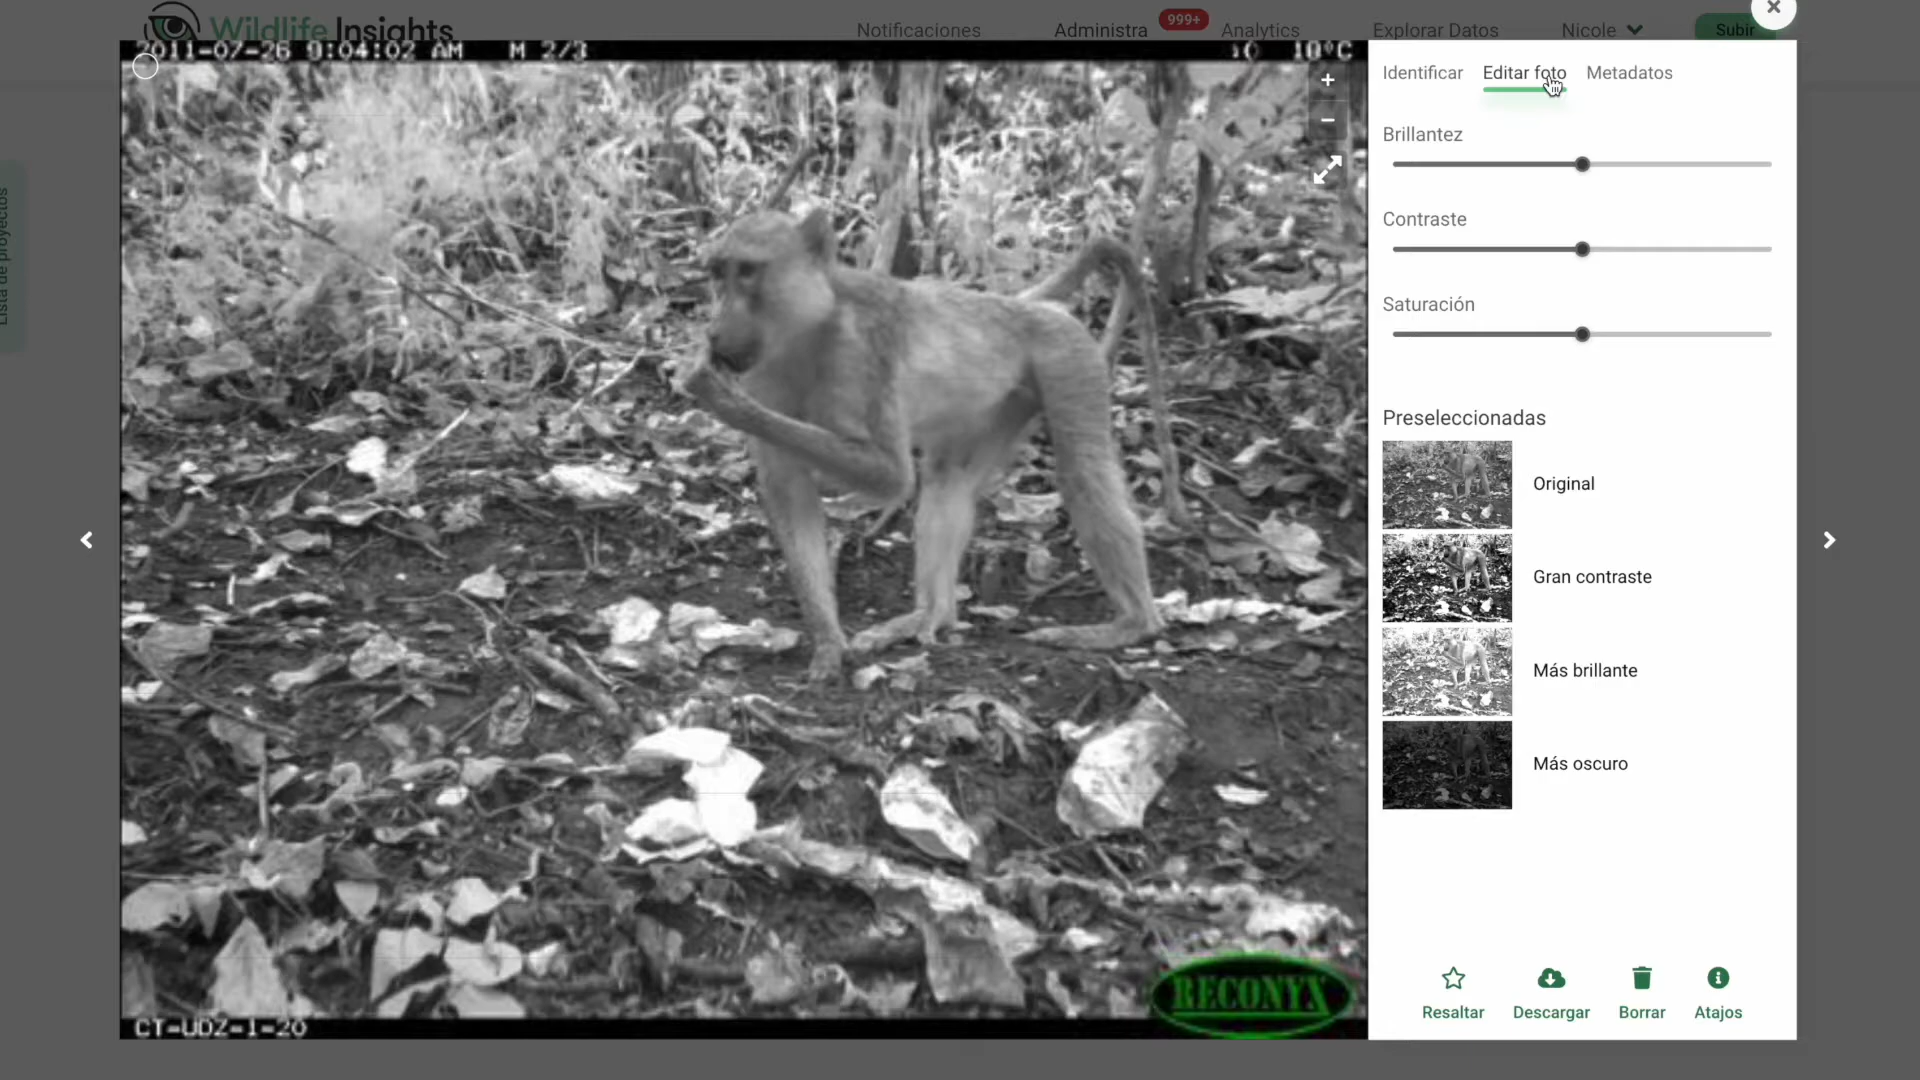 Wildlife Insights
Notificaciones
Administra
999+
Analytics
Explorar Datos
Nicole
Subir
2011-07-26 9:04:02 AM M 2/3
10°C
Identificar
Editar foto
Metadatos
Brillantez
Contraste
Saturación
Preseleccionadas
Original
Gran contraste
Más brillante
Más oscuro
Lista de proyectos
RECONYX
CT-UDZ-1-20
Resaltar
Descargar
Borrar
Atajos